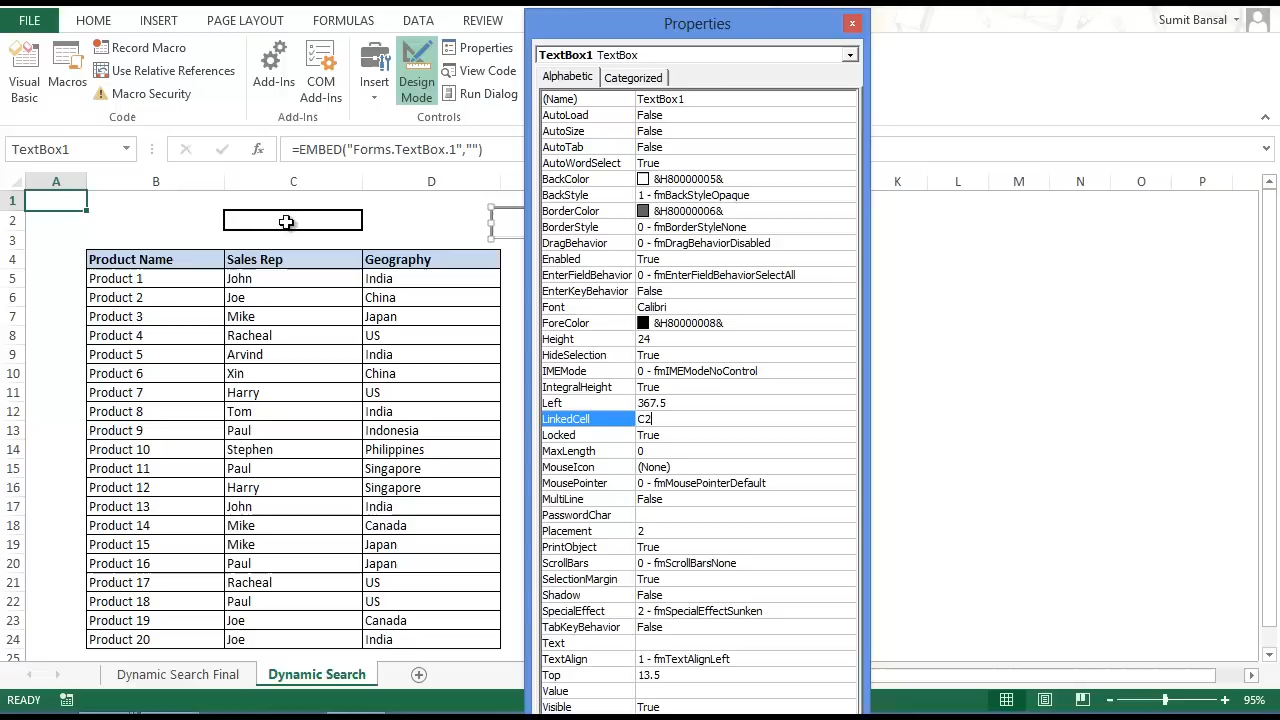 FILE HOME INSERT PAGE LAYOUT FORMULAS DATA REVIEW
Sumit Bansal
Visual Basic
Macros
Record Macro
Use Relative References
Macro Security
Code
Add-Ins
COM Add-Ins
Add-Ins
Insert
Design Mode
Properties
View Code
Run Dialog
Controls
TextBox1 fx =EMBED("Forms.TextBox.1","")
A B C D K L M N O P
1
2
3
4 Product Name Sales Rep Geography
5 Product 1 John India
6 Product 2 Joe China
7 Product 3 Mike Japan
8 Product 4 Racheal US
9 Product 5 Arvind India
10 Product 6 Xin China
11 Product 7 Harry US
12 Product 8 Tom India
13 Product 9 Paul Indonesia
14 Product 10 Stephen Philippines
15 Product 11 Paul Singapore
16 Product 12 Harry Singapore
17 Product 13 John India
18 Product 14 Mike Canada
19 Product 15 Mike Japan
20 Product 16 Paul Japan
21 Product 17 Racheal US
22 Product 18 Paul US
23 Product 19 Joe Canada
24 Product 20 Joe India
25
Dynamic Search Final Dynamic Search
READY
95%
Properties x
TextBox1 TextBox
Alphabetic Categorized
(Name) TextBox1
AutoLoad False
AutoSize False
AutoTab False
AutoWordSelect True
BackColor &H80000005&
BackStyle 1 - fmBackStyleOpaque
BorderColor &H80000006&
BorderStyle 0 - fmBorderStyleNone
DragBehavior 0 - fmDragBehaviorDisabled
Enabled True
EnterFieldBehavior 0 - fmEnterFieldBehaviorSelectAll
EnterKeyBehavior False
Font Calibri
ForeColor &H80000008&
Height 24
HideSelection True
IMEMode 0 - fmIMEModeNoControl
IntegralHeight True
Left 367.5
LinkedCell C2
Locked True
MaxLength 0
MouseIcon (None)
MousePointer 0 - fmMousePointerDefault
MultiLine False
PasswordChar
Placement 2
PrintObject True
ScrollBars 0 - fmScrollBarsNone
SelectionMargin True
Shadow False
SpecialEffect 2 - fmSpecialEffectSunken
TabKeyBehavior False
Text
TextAlign 1 - fmTextAlignLeft
Top 13.5
Value
Visible True